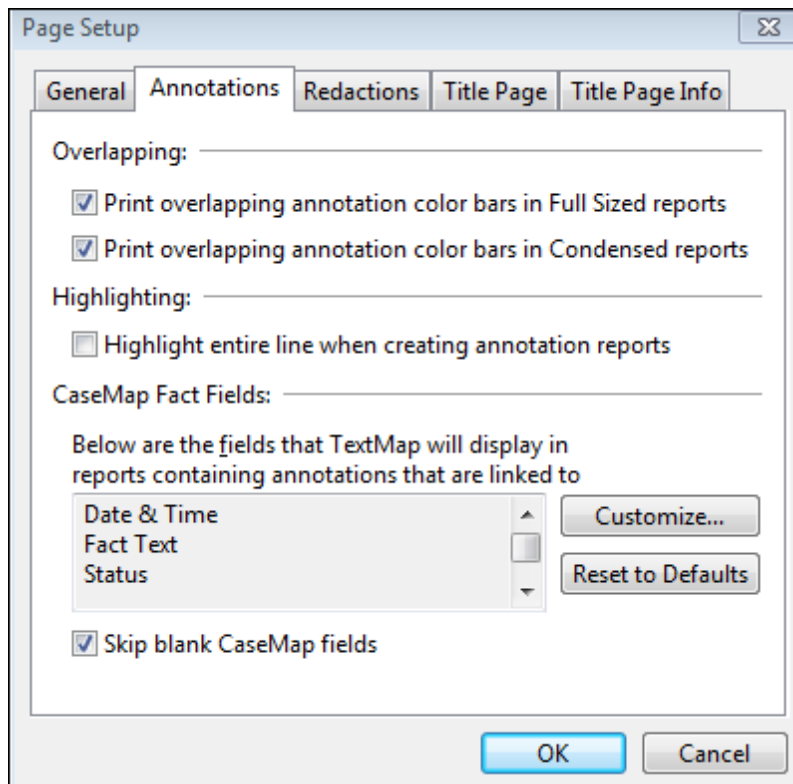 Page Setup
General Annotations Redactions Title Page Title Page Info
Overlapping:
Print overlapping annotation color bars in Full Sized reports
Print overlapping annotation color bars in Condensed reports
Highlighting:
Highlight entire line when creating annotation reports
CaseMap Fact Fields:
Below are the fields that TextMap will display in
reports containing annotations that are linked to
Date & Time
Customize...
Fact Text
Status
Reset to Defaults
Skip blank CaseMap fields
OK Cancel